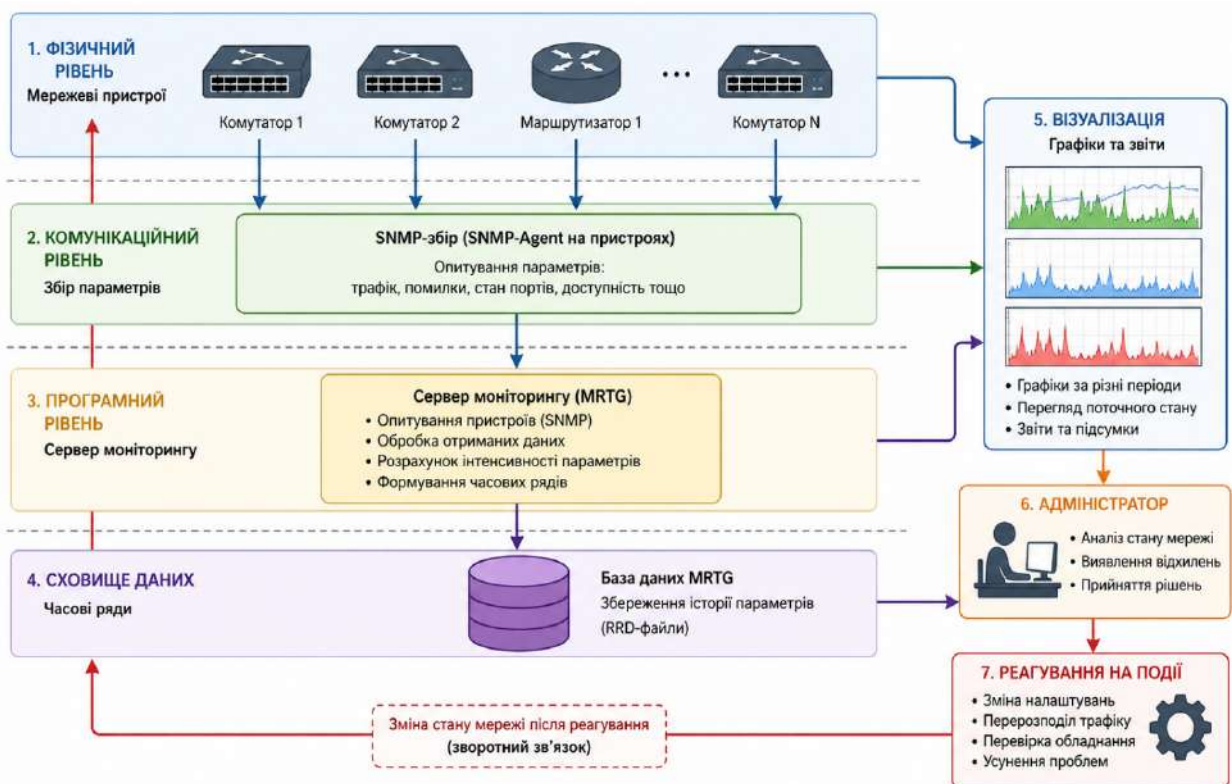 1. ФІЗИЧНИЙ
РІВЕНЬ
Мережеві пристрої
Комутатор 1
Комутатор 2
Маршрутизатор 1
...
Комутатор N
2. КОМУНІКАЦІЙНИЙ
РІВЕНЬ
Збір параметрів
SNMP-збір (SNMP-Agent на пристроях)
Опитування параметрів:
трафік, помилки, стан портів, доступність тощо
3. ПРОГРАМНИЙ
РІВЕНЬ
Сервер моніторингу
Сервер моніторингу (MRTG)
• Опитування пристроїв (SNMP)
• Обробка отриманих даних
• Розрахунок інтенсивності параметрів
• Формування часових рядів
4. СХОВИЩЕ ДАНИХ
Часові ряди
База даних MRTG
Збереження історії параметрів
(RRD-файли)
5. ВІЗУАЛІЗАЦІЯ
Графіки та звіти
• Графіки за різні періоди
• Перегляд поточного стану
• Звіти та підсумки
6. АДМІНІСТРАТОР
• Аналіз стану мережі
• Виявлення відхилень
• Прийняття рішень
7. РЕАГУВАННЯ НА ПОДІЇ
• Зміна налаштувань
• Перерозподіл трафіку
• Перевірка обладнання
• Усунення проблем
Зміна стану мережі після реагування
(зворотний зв’язок)